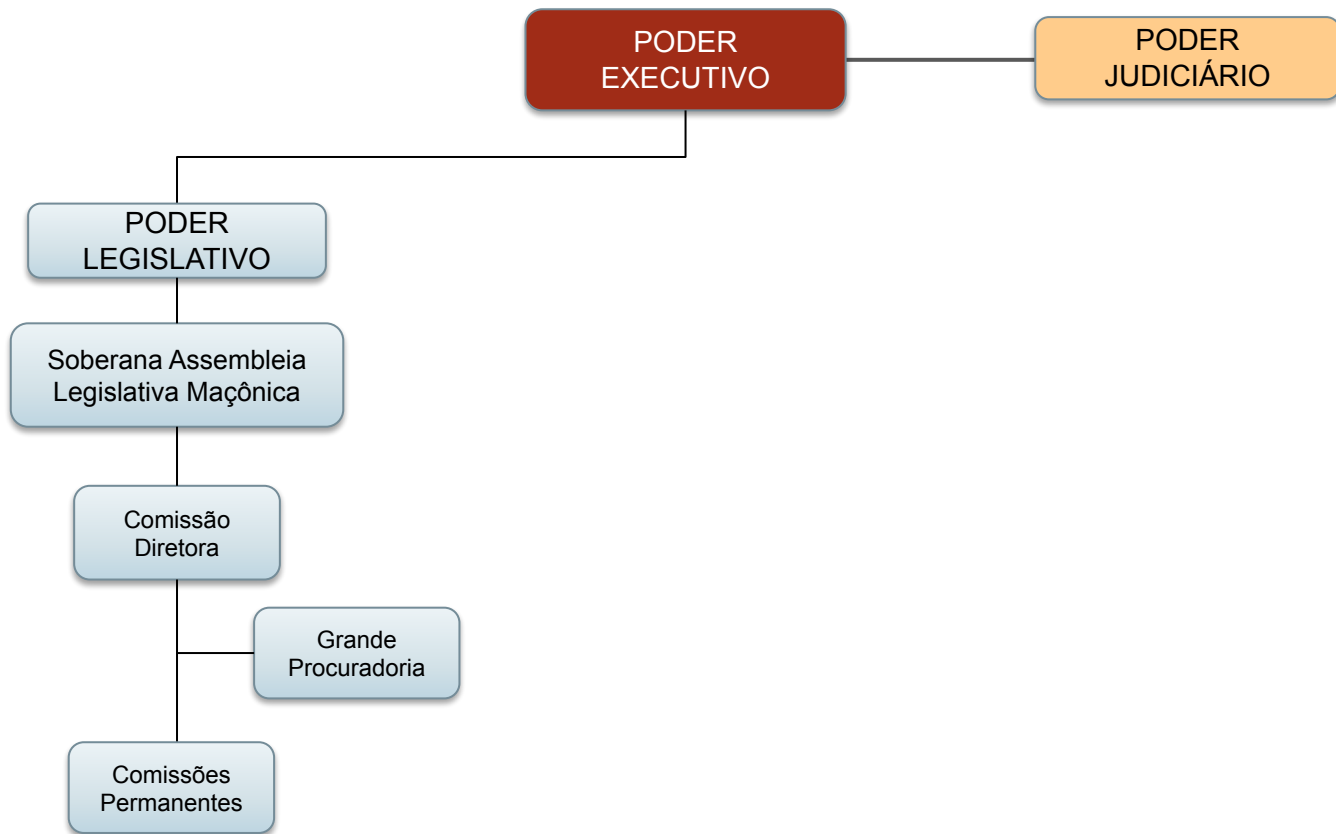 PODER
EXECUTIVO
PODER
JUDICIÁRIO
PODER
LEGISLATIVO
Soberana Assembleia
Legislativa Maçônica
Comissão
Diretora
Grande
Procuradoria
Comissões
Permanentes